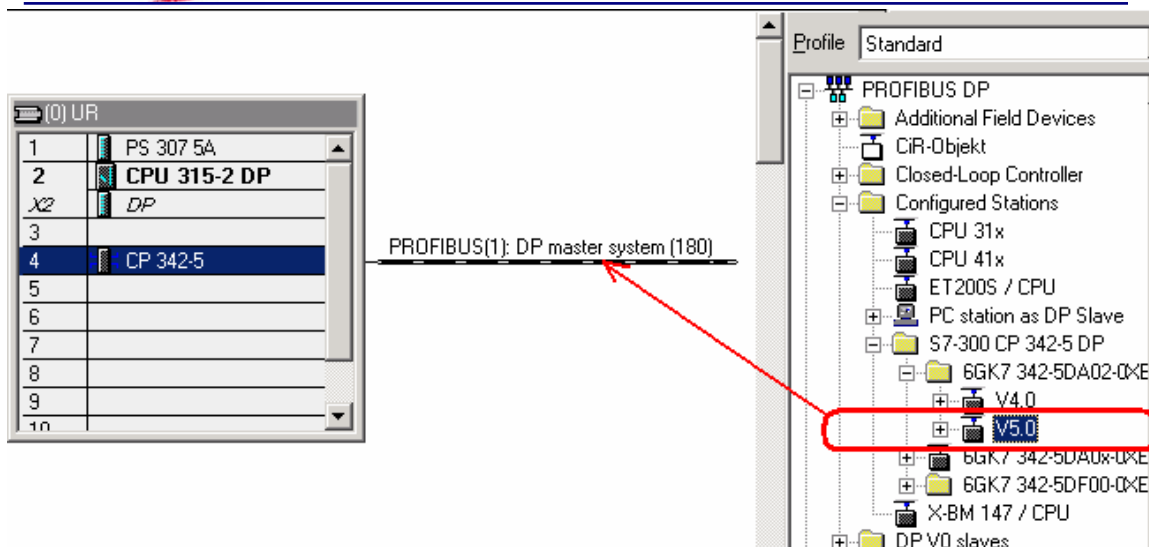 Profile Standard
PROFIBUS DP
Additional Field Devices
CiR-Objekt
Closed-Loop Controller
Configured Stations
CPU 31x
CPU 41x
ET200S / CPU
PC station as DP Slave
S7-300 CP 342-5 DP
6GK7 342-5DA02-0XE
V4.0
V5.0
6GK7 342-5DA0x-0XE
6GK7 342-5DF00-0XE
X-BM 147 / CPU
DP V0 slaves
(0) UR
1 PS 307 5A
2 CPU 315-2 DP
X2 DP
3
4 CP 342-5
5
6
7
8
9
10
PROFIBUS(1): DP master system (180)